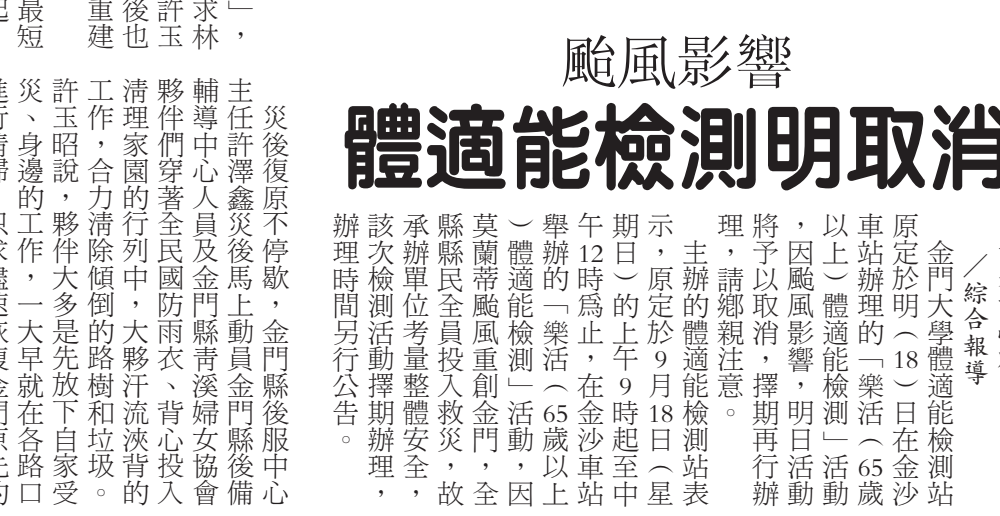 颱風影響
體適能檢測明取消
／綜合報導
金門大學體適能檢測站
原定於明（18）日在金沙
車站辦理的「樂活（65歲
以上）體適能檢測」活動
，因颱風影響，明日活動
將予以取消，擇期再行辦
理，請鄉親注意。
主辦的體適能檢測站表
示，原定於9月18日（星
期日）的上午9時起至中
午12時為止，在金沙車站
舉辦的「樂活（65歲以上
）體適能檢測」活動，因
莫蘭蒂颱風重創金門，全
縣縣民全員投入救災，故
承辦單位考量整體安全，
該次檢測活動擇期辦理，
辦理時間另行公告。
」，
求林
許玉
後也
重建
最短
災後復原不停歇，金門縣後服中心
主任許澤鑫災後馬上動員金門縣後備
輔導中心人員及金門縣青溪婦女協會
夥伴們穿著全民國防雨衣、背心投入
清理家園的行列中，大夥汗流浹背的
工作，合力清除傾倒的路樹和垃圾。
許玉昭說，夥伴大多是先放下自家受
災、身邊的工作，一大早就在各路口